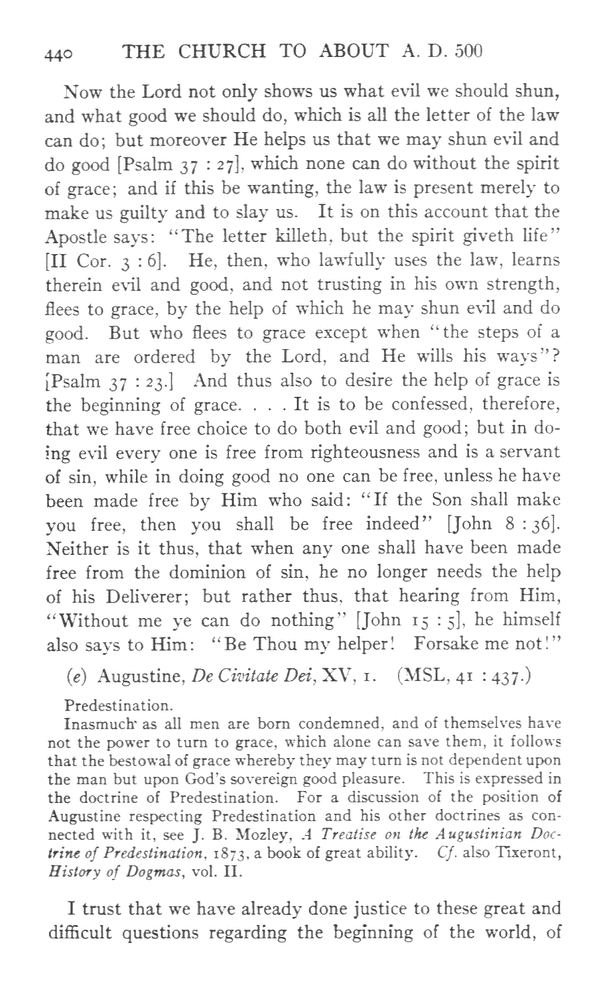 440 THE CHURCH TO ABOUT A. D. 500
Now the Lord not only shows us what evil we should shun,
and what good we should do, which is all the letter of the law
can do; but moreover He helps us that we may shun evil and
do good [Psalm 37 : 27], which none can do without the spirit
of grace; and if this be wanting, the law is present merely to
make us guilty and to slay us. It is on this account that the
Apostle says: “The letter killeth, but the spirit giveth life”
[II Cor. 3 : 6]. He, then, who lawfully uses the law, learns
therein evil and good, and not trusting in his own strength,
flees to grace, by the help of which he may shun evil and do
good. But who flees to grace except when “the steps of a
man are ordered by the Lord, and He wills his ways”?
[Psalm 37 : 23.] And thus also to desire the help of grace is
the beginning of grace. . . . It is to be confessed, therefore,
that we have free choice to do both evil and good; but in do-
ing evil every one is free from righteousness and is a servant
of sin, while in doing good no one can be free, unless he have
been made free by Him who said: “If the Son shall make
you free, then you shall be free indeed” [John 8 : 36].
Neither is it thus, that when any one shall have been made
free from the dominion of sin, he no longer needs the help
of his Deliverer; but rather thus, that hearing from Him,
“Without me ye can do nothing” [John 15 : 5], he himself
also says to Him: “Be Thou my helper! Forsake me not!”
(e) Augustine, De Civitate Dei, XV, 1. (MSL, 41 : 437.)
Predestination.
Inasmuch as all men are born condemned, and of themselves have
not the power to turn to grace, which alone can save them, it follows
that the bestowal of grace whereby they may turn is not dependent upon
the man but upon God’s sovereign good pleasure. This is expressed in
the doctrine of Predestination. For a discussion of the position of
Augustine respecting Predestination and his other doctrines as con-
nected with it, see J. B. Mozley, A Treatise on the Augustinian Doc-
trine of Predestination, 1873, a book of great ability. Cf. also Tixeront,
History of Dogmas, vol. II.
I trust that we have already done justice to these great and
difficult questions regarding the beginning of the world, of